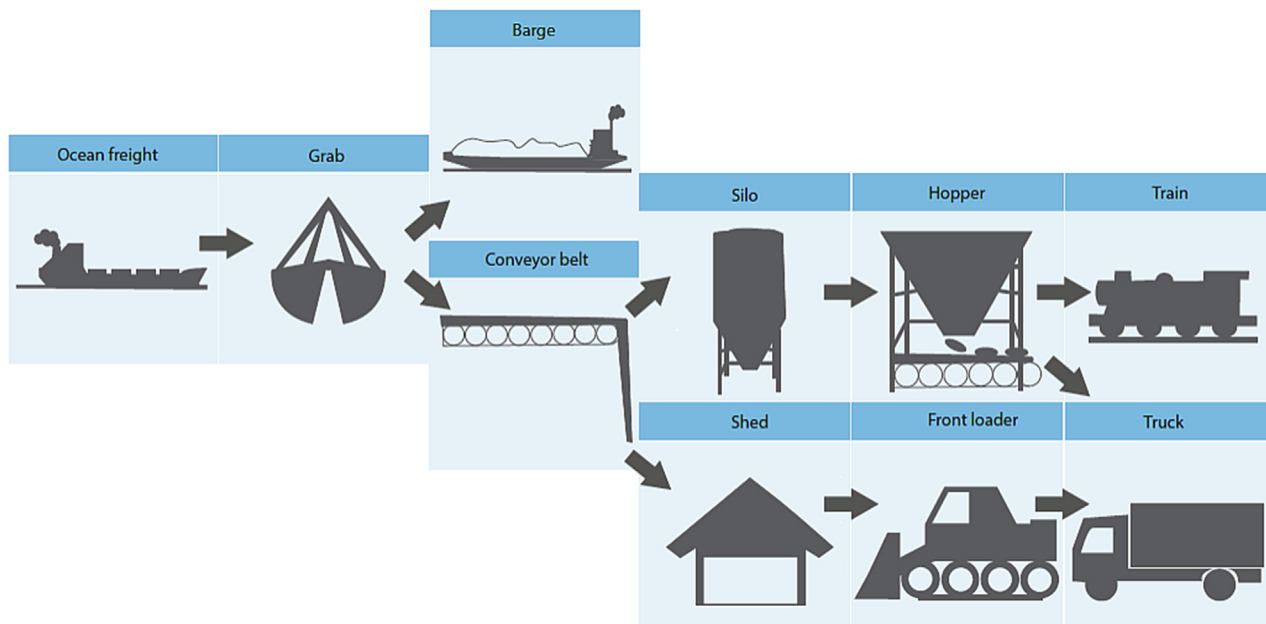 Barge
Ocean freight
Grab
Silo
Hopper
Train
Conveyor belt
Shed
Front loader
Truck